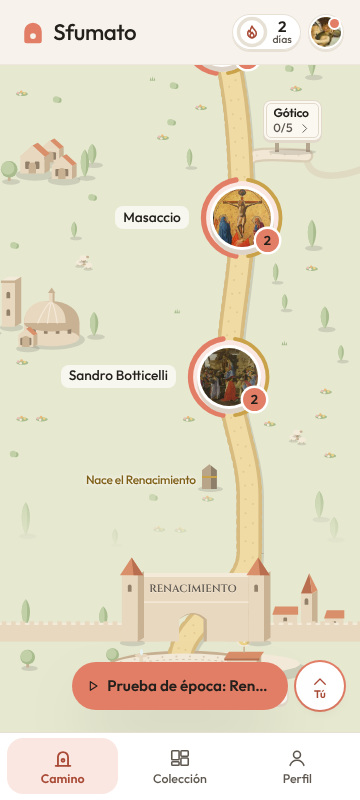 Sfumato
2
días
Gótico
0/5
Masaccio
2
Sandro Botticelli
2
Nace el Renacimiento
RENACIMIENTO
Prueba de época: Ren...
Tú
Camino
Colección
Perfil